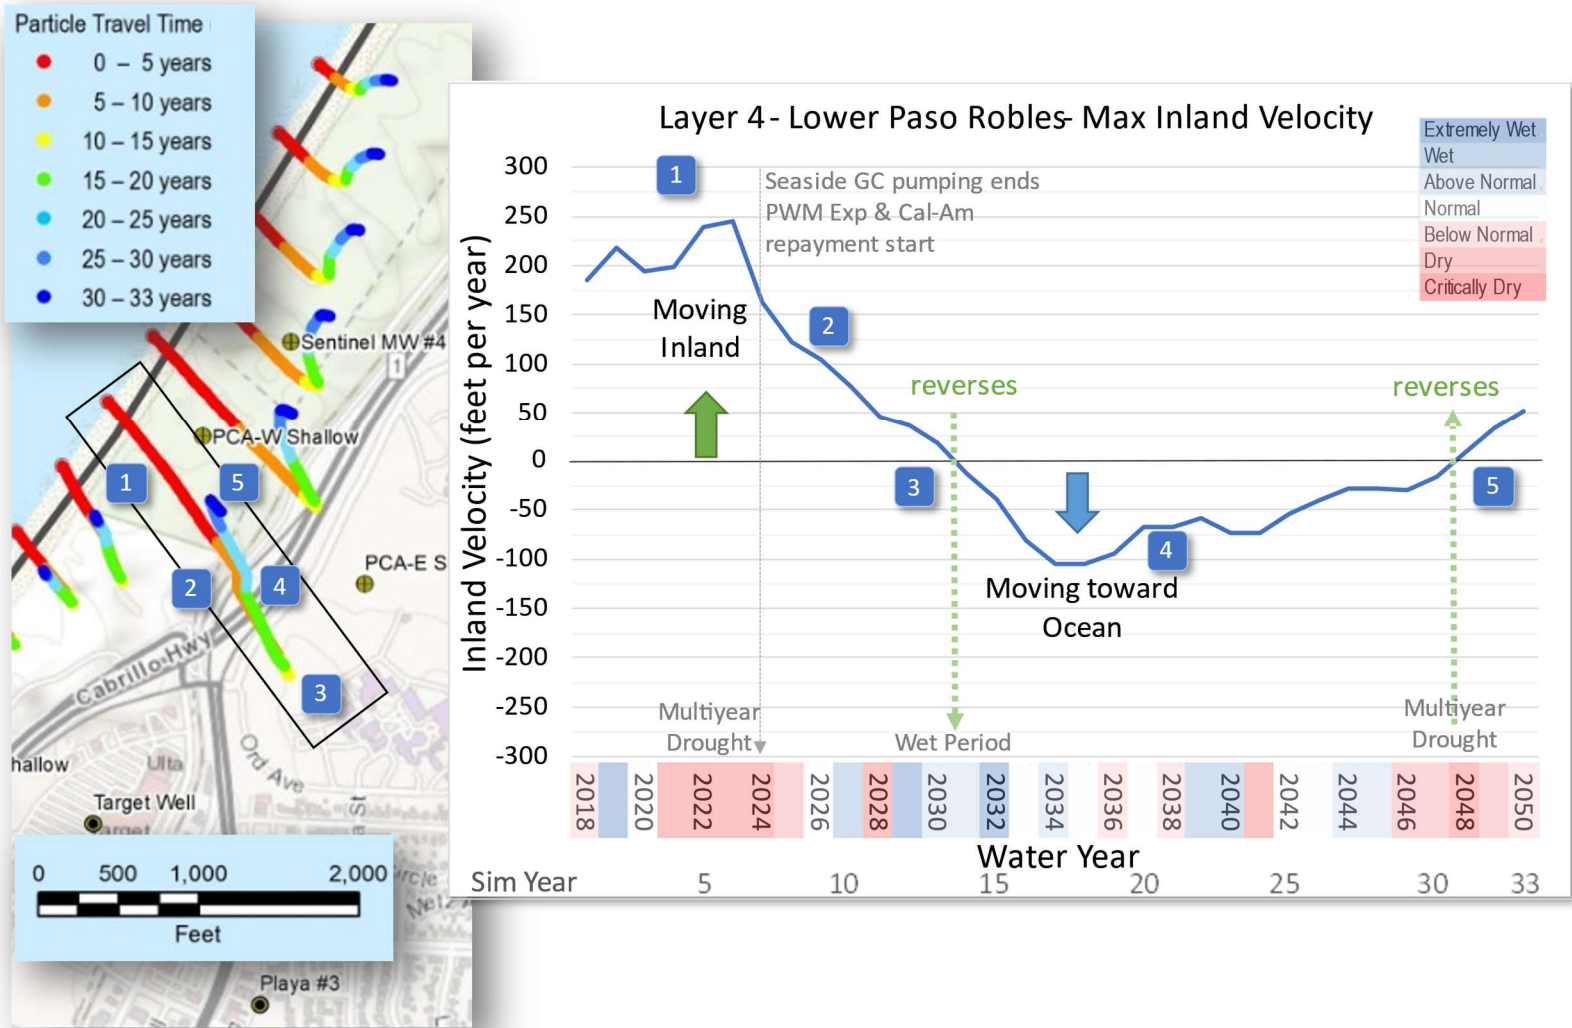 Particle Travel Time
0 – 5 years
5 – 10 years
10 – 15 years
15 – 20 years
20 – 25 years
25 – 30 years
30 – 33 years
Sentinel MW #4
1
PCA-W Shallow
PCA-E S
1
5
2
4
3
Cabrillo Hwy
hallow
Ulta
Ord Ave
a St
Target Well
arget
0 500 1,000 2,000
Feet
ircle
Metz
Playa #3
Layer 4 - Lower Paso Robles- Max Inland Velocity
Extremely Wet
Wet
Above Normal
Normal
Below Normal
Dry
Critically Dry
Inland Velocity (feet per year)
300
250
200
150
100
50
0
-50
-100
-150
-200
-250
-300
1
Seaside GC pumping ends
PWM Exp & Cal-Am
repayment start
Moving
Inland
2
reverses
reverses
3
5
4
Moving toward
Ocean
Multiyear
Drought
Wet Period
Multiyear
Drought
2018 2020 2022 2024 2026 2028 2030 2032 2034 2036 2038 2040 2042 2044 2046 2048 2050
Water Year
Sim Year 5 10 15 20 25 30 33